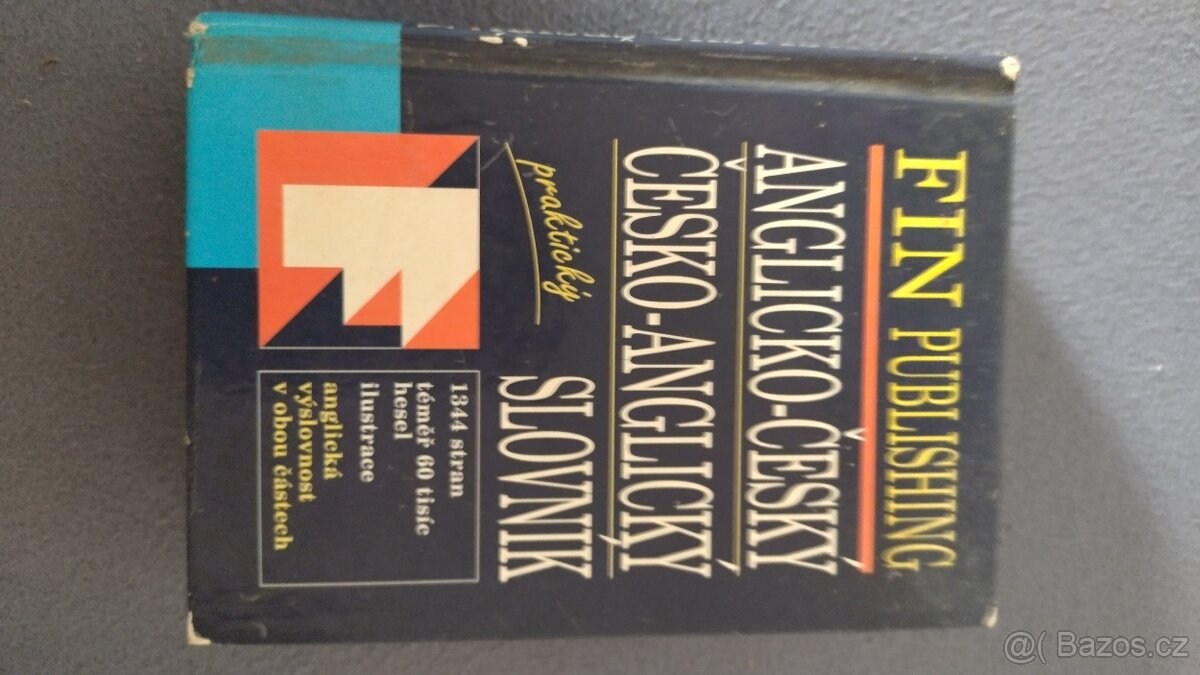 FIN PUBLISHING
ANGLICKO-ČESKÝ
ČESKO-ANGLICKÝ
praktický
SLOVNÍK
1344 stran
téměř 60 tisíc
hesel
ilustrace
anglická
výslovnost
v obou částech
@( Bazos.cz